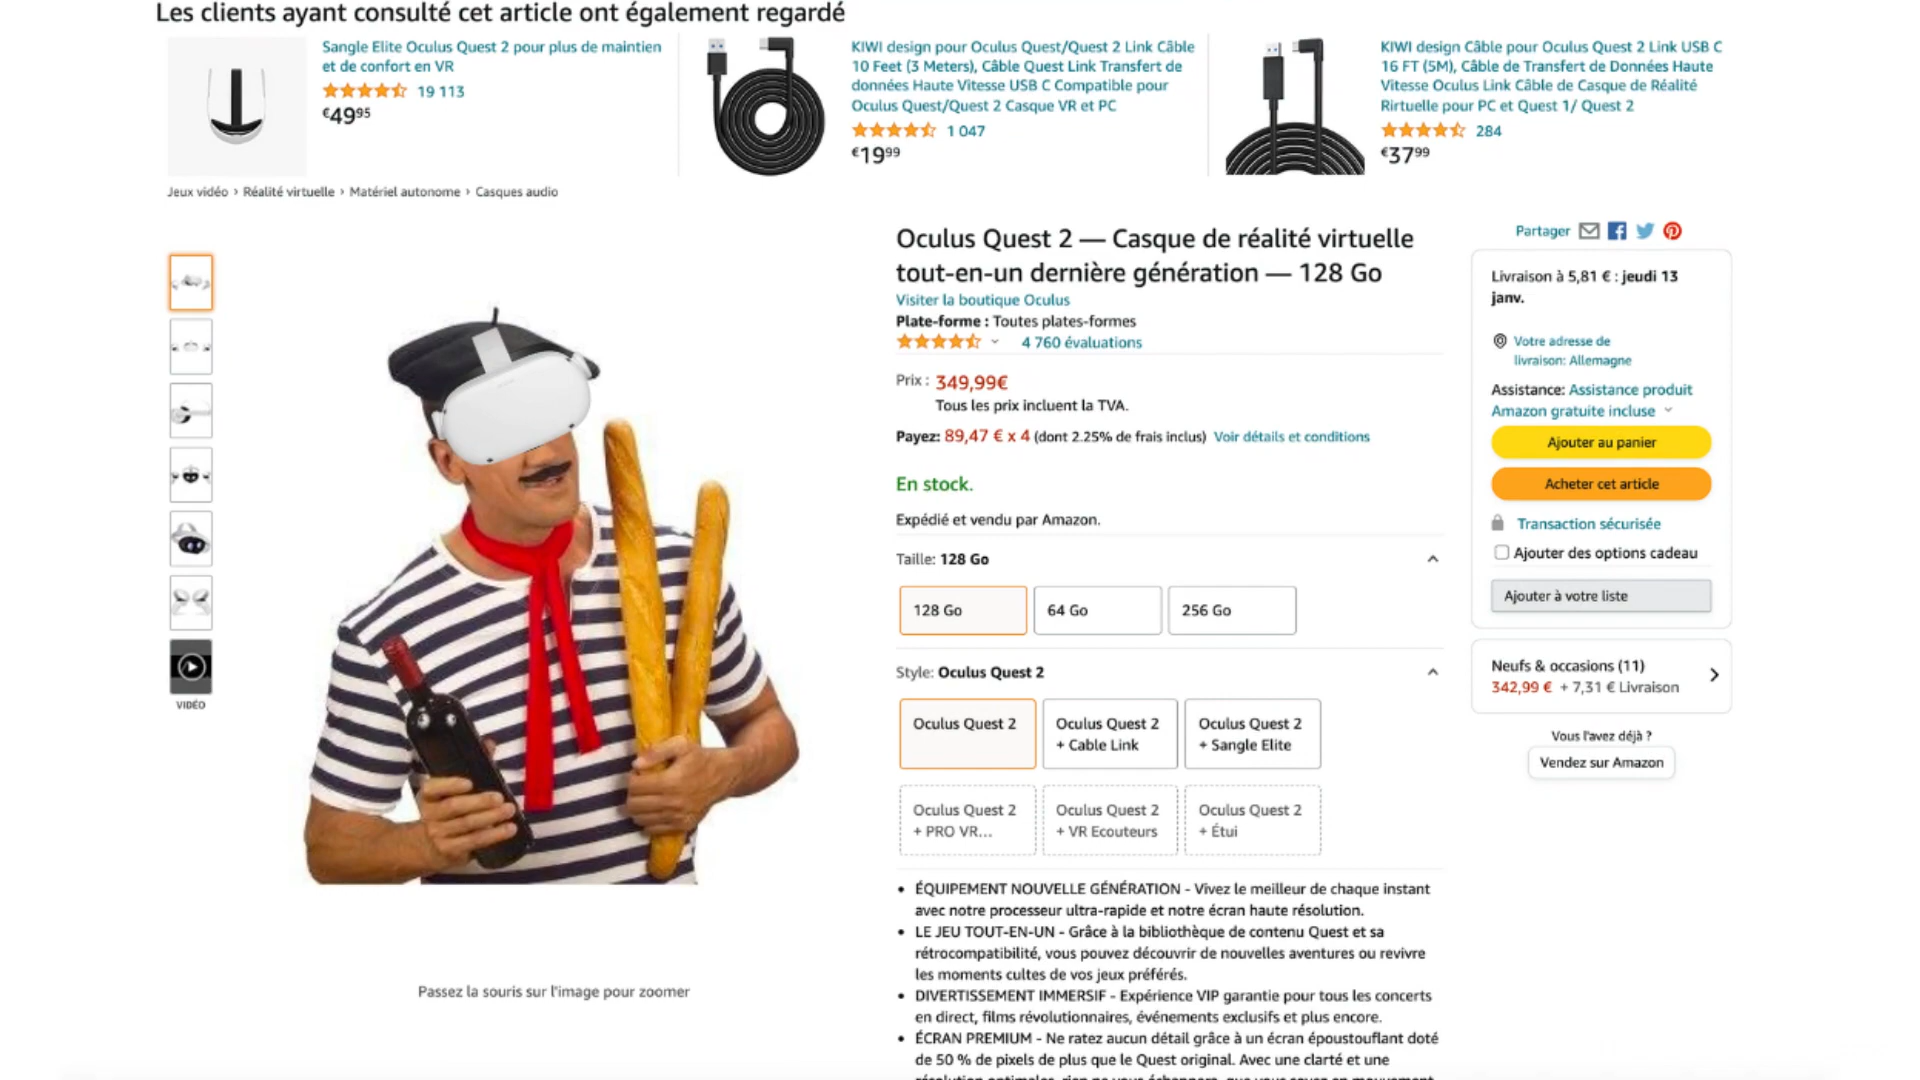 Les clients ayant consulté cet article ont également regardé
Sangle Elite Oculus Quest 2 pour plus de maintien
et de confort en VR
19 113
€49⁹⁵
KIWI design pour Oculus Quest/Quest 2 Link Câble
10 Feet (3 Meters), Câble Quest Link Transfert de
données Haute Vitesse USB C Compatible pour
Oculus Quest/Quest 2 Casque VR et PC
1 047
€19⁹⁹
KIWI design Câble pour Oculus Quest 2 Link USB C
16 FT (5M), Câble de Transfert de Données Haute
Vitesse Oculus Link Câble de Casque de Réalité
Rirtuelle pour PC et Quest 1/ Quest 2
284
€37⁹⁹
Jeux vidéo › Réalité virtuelle › Matériel autonome › Casques audio
VIDÉO
Passez la souris sur l'image pour zoomer
Oculus Quest 2 — Casque de réalité virtuelle
tout-en-un dernière génération — 128 Go
Visiter la boutique Oculus
Plate-forme : Toutes plates-formes
4 760 évaluations
Prix : 349,99€
Tous les prix incluent la TVA.
Payez: 89,47 € x 4 (dont 2.25% de frais inclus) Voir détails et conditions
En stock.
Expédié et vendu par Amazon.
Taille: 128 Go
128 Go
64 Go
256 Go
Style: Oculus Quest 2
Oculus Quest 2
Oculus Quest 2
+ Cable Link
Oculus Quest 2
+ Sangle Elite
Oculus Quest 2
+ PRO VR...
Oculus Quest 2
+ VR Ecouteurs
Oculus Quest 2
+ Étui
• ÉQUIPEMENT NOUVELLE GÉNÉRATION - Vivez le meilleur de chaque instant
avec notre processeur ultra-rapide et notre écran haute résolution.
• LE JEU TOUT-EN-UN - Grâce à la bibliothèque de contenu Quest et sa
rétrocompatibilité, vous pouvez découvrir de nouvelles aventures ou revivre
les moments cultes de vos jeux préférés.
• DIVERTISSEMENT IMMERSIF - Expérience VIP garantie pour tous les concerts
en direct, films révolutionnaires, événements exclusifs et plus encore.
• ÉCRAN PREMIUM - Ne ratez aucun détail grâce à un écran époustouflant doté
de 50 % de pixels de plus que le Quest original. Avec une clarté et une
Partager
Livraison à 5,81 € : jeudi 13
janv.
Votre adresse de
livraison: Allemagne
Assistance: Assistance produit
Amazon gratuite incluse
Ajouter au panier
Acheter cet article
Transaction sécurisée
Ajouter des options cadeau
Ajouter à votre liste
Neufs & occasions (11)
342,99 € + 7,31 € Livraison
Vous l'avez déjà ?
Vendez sur Amazon